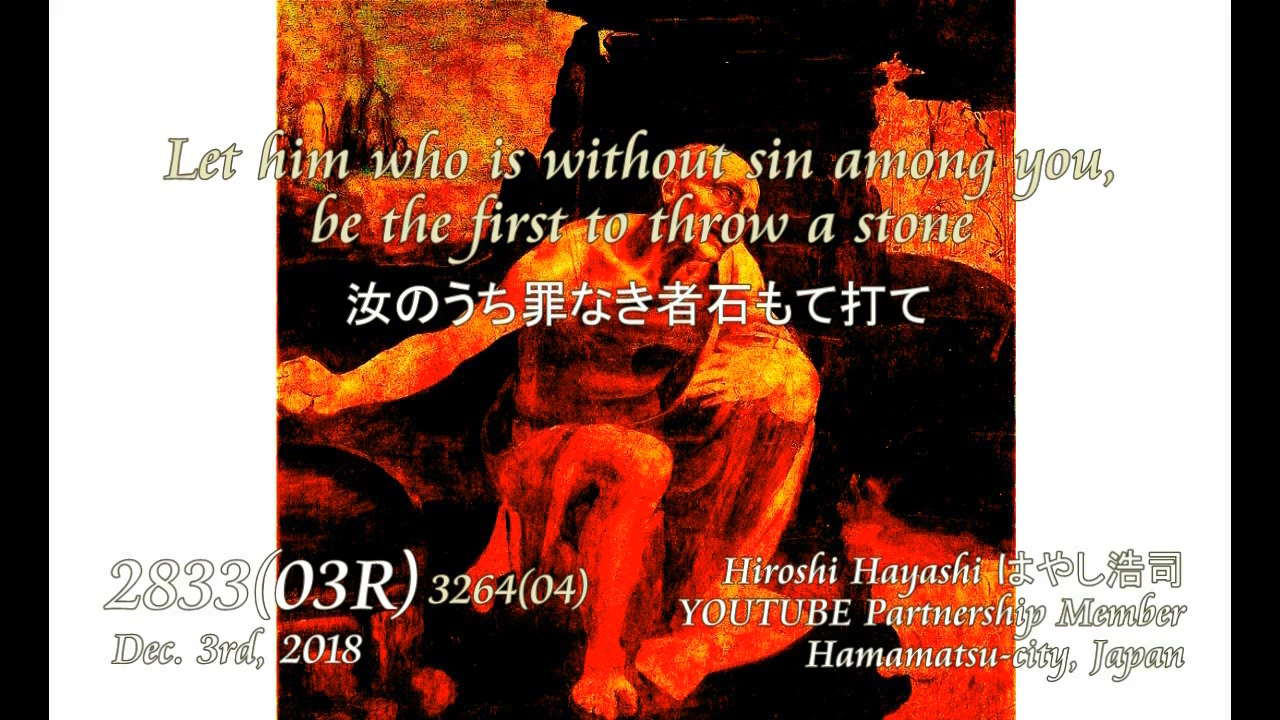 Let him who is without sin among you,
be the first to throw a stone
汝のうち罪なき者石もて打て
2833(03R) 3264(04)
Dec. 3rd, 2018
Hiroshi Hayashi はやし浩司
YOUTUBE Partnership Member
Hamamatsu-city, Japan